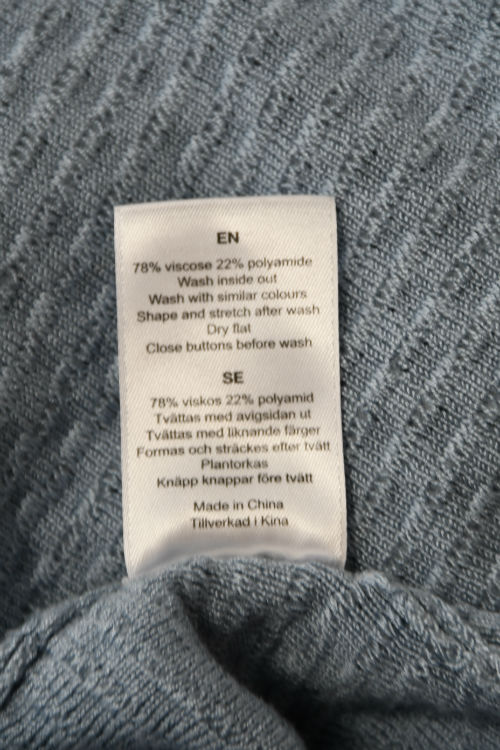 EN
78% viscose 22% polyamide
Wash inside out
Wash with similar colours
Shape and stretch after wash
Dry flat
Close buttons before wash
SE
78% viskos 22% polyamid
Tvättas med avigsidan ut
Tvättas med liknande färger
Formas och sträckes efter tvätt
Plantorkas
Knäpp knappar före tvätt
Made in China
Tillverkad i Kina